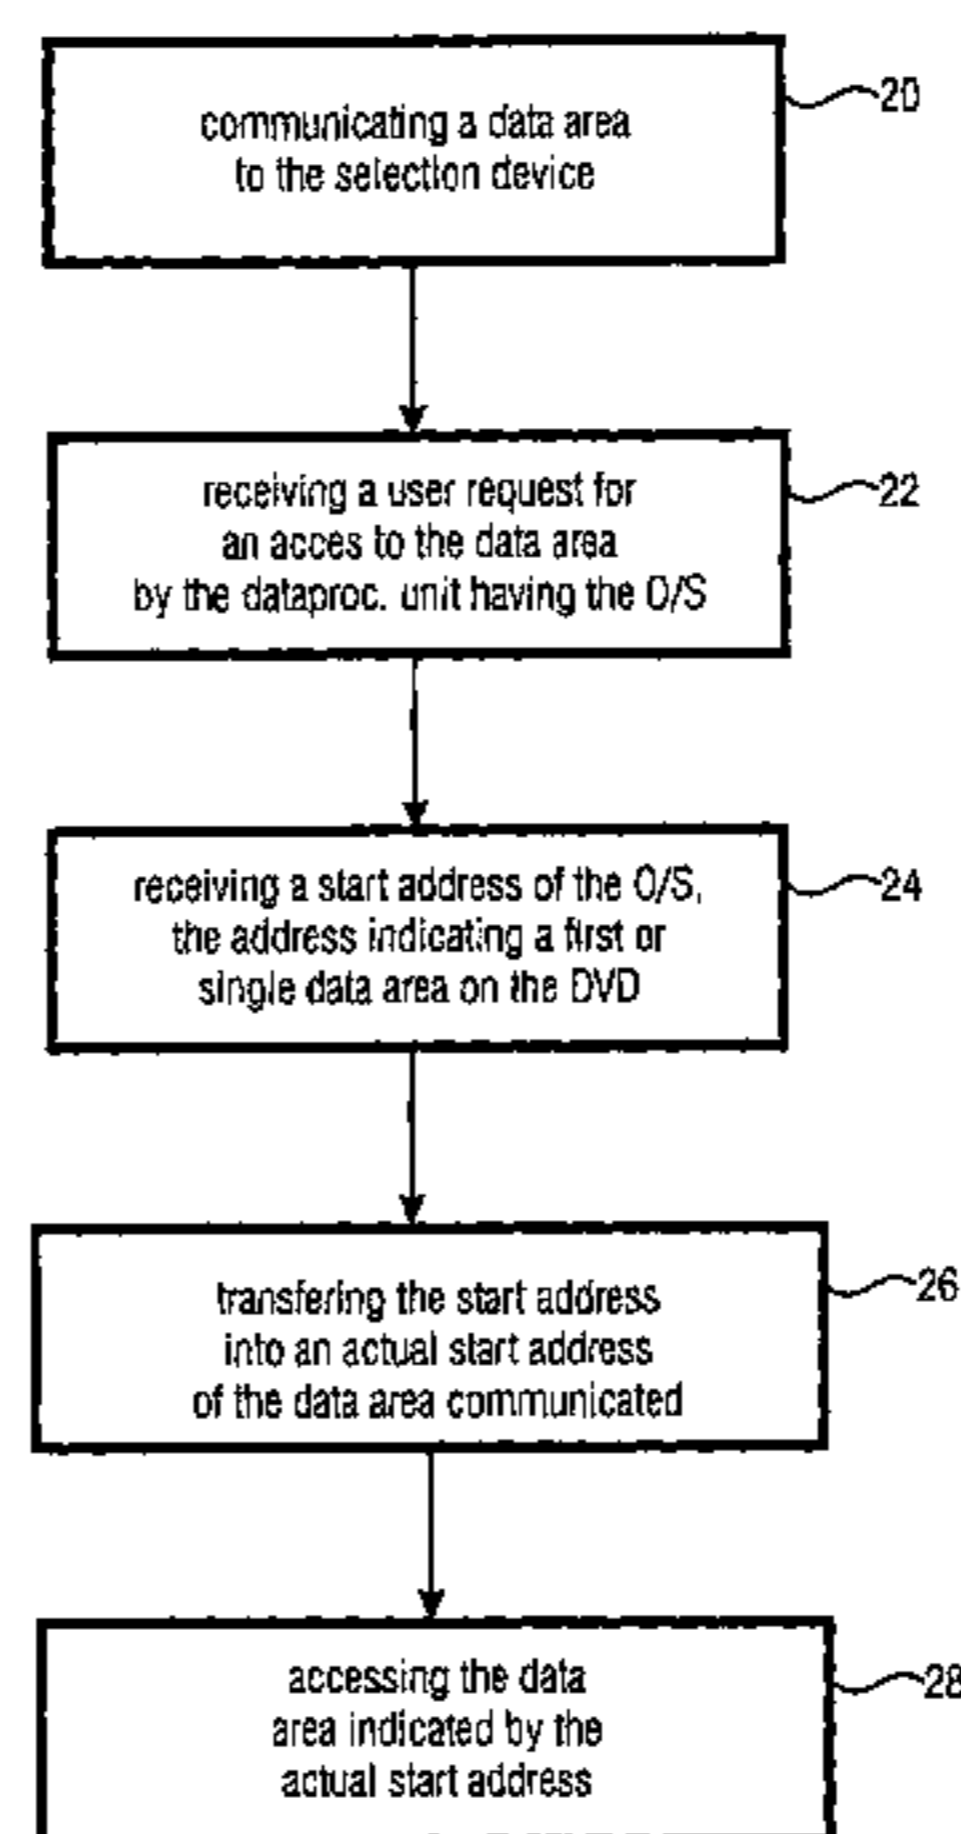 communicating a data area
to the selection device
20
receiving a user request for
an acces to the data area
by the dataproc. unit having the O/S
22
receiving a start address of the O/S,
the address indicating a first or
single data area on the DVD
24
transfering the start address
into an actual start address
of the data area communicated
26
accessing the data
area indicated by the
actual start address
28